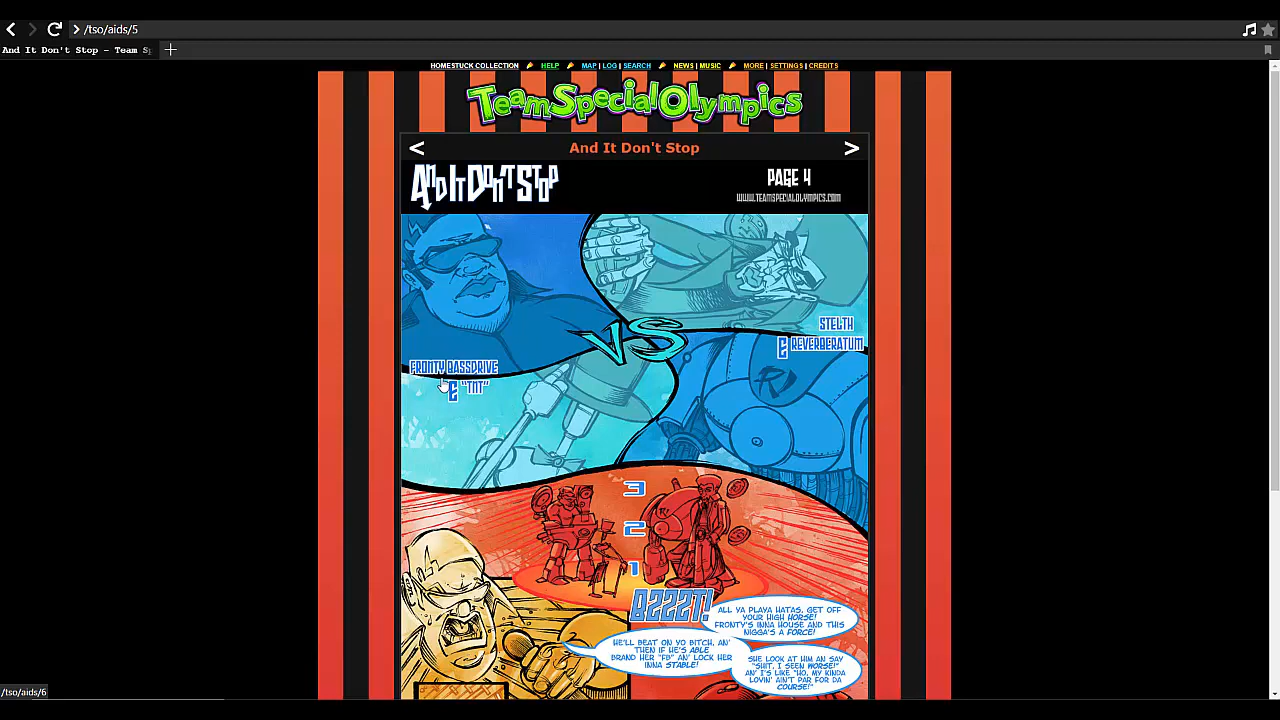 /tso/aids/5
And It Don't Stop - Team Sp
HOMESTUCK COLLECTION HELP MAP | LOG | SEARCH NEWS | MUSIC MORE | SETTINGS | CREDITS
TeamSpecialOlympics
< And It Don't Stop >
And It Don't Stop
PAGE 4
WWW.TEAMSPECIALOLYMPICS.COM
VS
STELTH
& REVERBERATUM
FRONTY BASSDRIVE
& "TNT"
3
2
1
BZZZT!
ALL YA PLAYA HATAS, GET OFF
YOUR HIGH HORSE!
FRONTY'S INNA HOUSE AND THIS
NIGGA'S A FORCE!
HE'LL BEAT ON YO BITCH, AN'
THEN IF HE'S ABLE
BRAND HER "FB" AN' LOCK HER
INNA STABLE!
SHE LOOK AT HIM AN SAY
"SHIT, I SEEN WORSE!"
AN' I'S LIKE "HO, MY KINDA
LOVIN' AIN'T PAR FOR DA
COURSE!"
/tso/aids/6